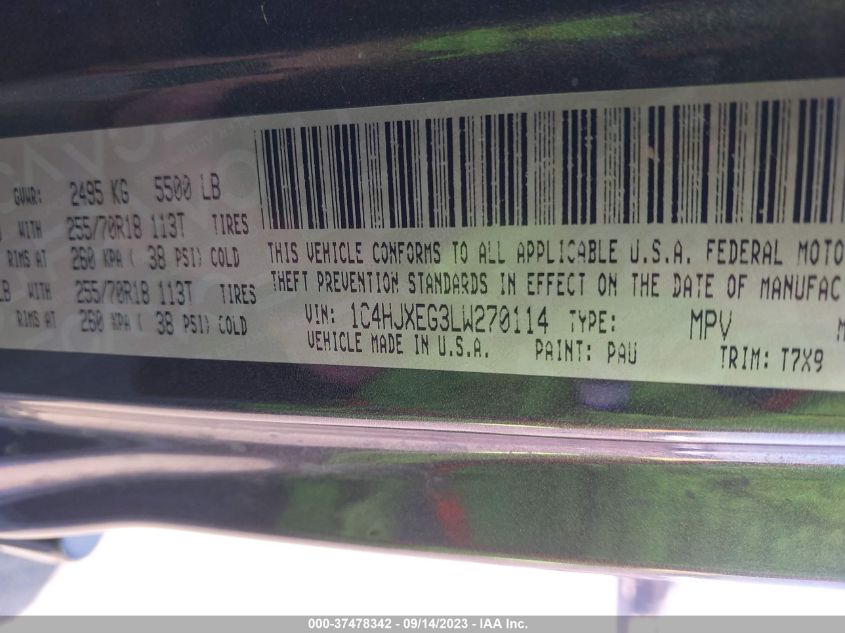 GVWR: 2495 KG 5500 LB
WITH 255/70R18 113T TIRES
RIMS AT 260 KPA ( 38 PSI) COLD
LB WITH 255/70R18 113T TIRES
RIMS AT 260 KPA ( 38 PSI) COLD
THIS VEHICLE CONFORMS TO ALL APPLICABLE U.S.A. FEDERAL MOTO
THEFT PREVENTION STANDARDS IN EFFECT ON THE DATE OF MANUFAC
VIN: 1C4HJXEG3LW270114 TYPE: MPV M
VEHICLE MADE IN U.S.A. PAINT: PAU TRIM: T7X9
000-37478342 - 09/14/2023 - IAA Inc.